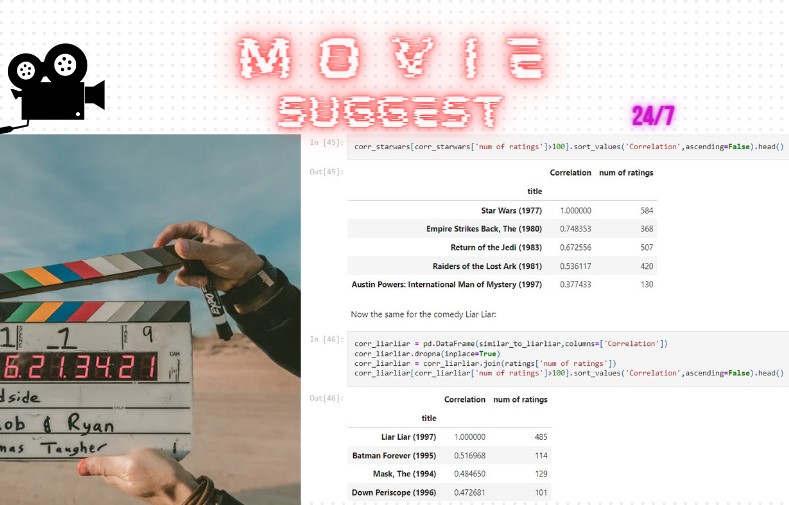 MOVIE
SUGGEST
24/7
In [45]: corr_starwars[corr_starwars['num of ratings']>100].sort_values('Correlation',ascending=False).head()
Out[45]:
Correlation num of ratings
title
Star Wars (1977) 1.000000 584
Empire Strikes Back, The (1980) 0.748353 368
Return of the Jedi (1983) 0.672556 507
Raiders of the Lost Ark (1981) 0.536117 420
Austin Powers: International Man of Mystery (1997) 0.377433 130
Now the same for the comedy Liar Liar:
In [46]: corr_liarliar = pd.DataFrame(similar_to_liarliar,columns=['Correlation'])
corr_liarliar.dropna(inplace=True)
corr_liarliar = corr_liarliar.join(ratings['num of ratings'])
corr_liarliar[corr_liarliar['num of ratings']>100].sort_values('Correlation',ascending=False).head()
Out[46]:
Correlation num of ratings
title
Liar Liar (1997) 1.000000 485
Batman Forever (1995) 0.516968 114
Mask, The (1994) 0.484650 129
Down Periscope (1996) 0.472681 101
1 1 9
6.21.34.21
dside
ob & Ryan
mas Taugher